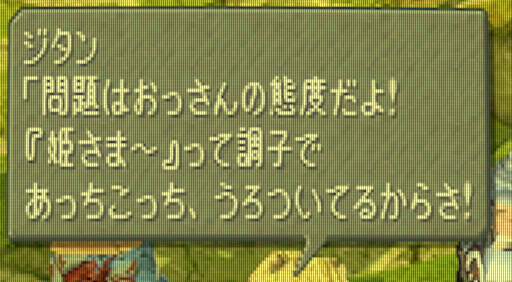 ジタン
「問題はおっさんの態度だよ!
『姫さま～』って調子で
あっちこっち、うろついてるからさ!